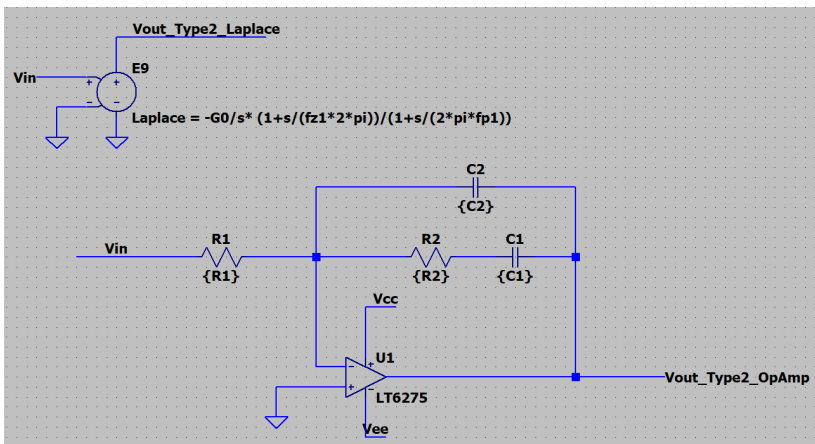 Vout_Type2_Laplace
E9
Vin
Laplace = -G0/s* (1+s/(fz1*2*pi))/(1+s/(2*pi*fp1))
C2
{C2}
Vin
R1
{R1}
R2
{R2}
C1
{C1}
Vcc
U1
Vout_Type2_OpAmp
LT6275
Vee